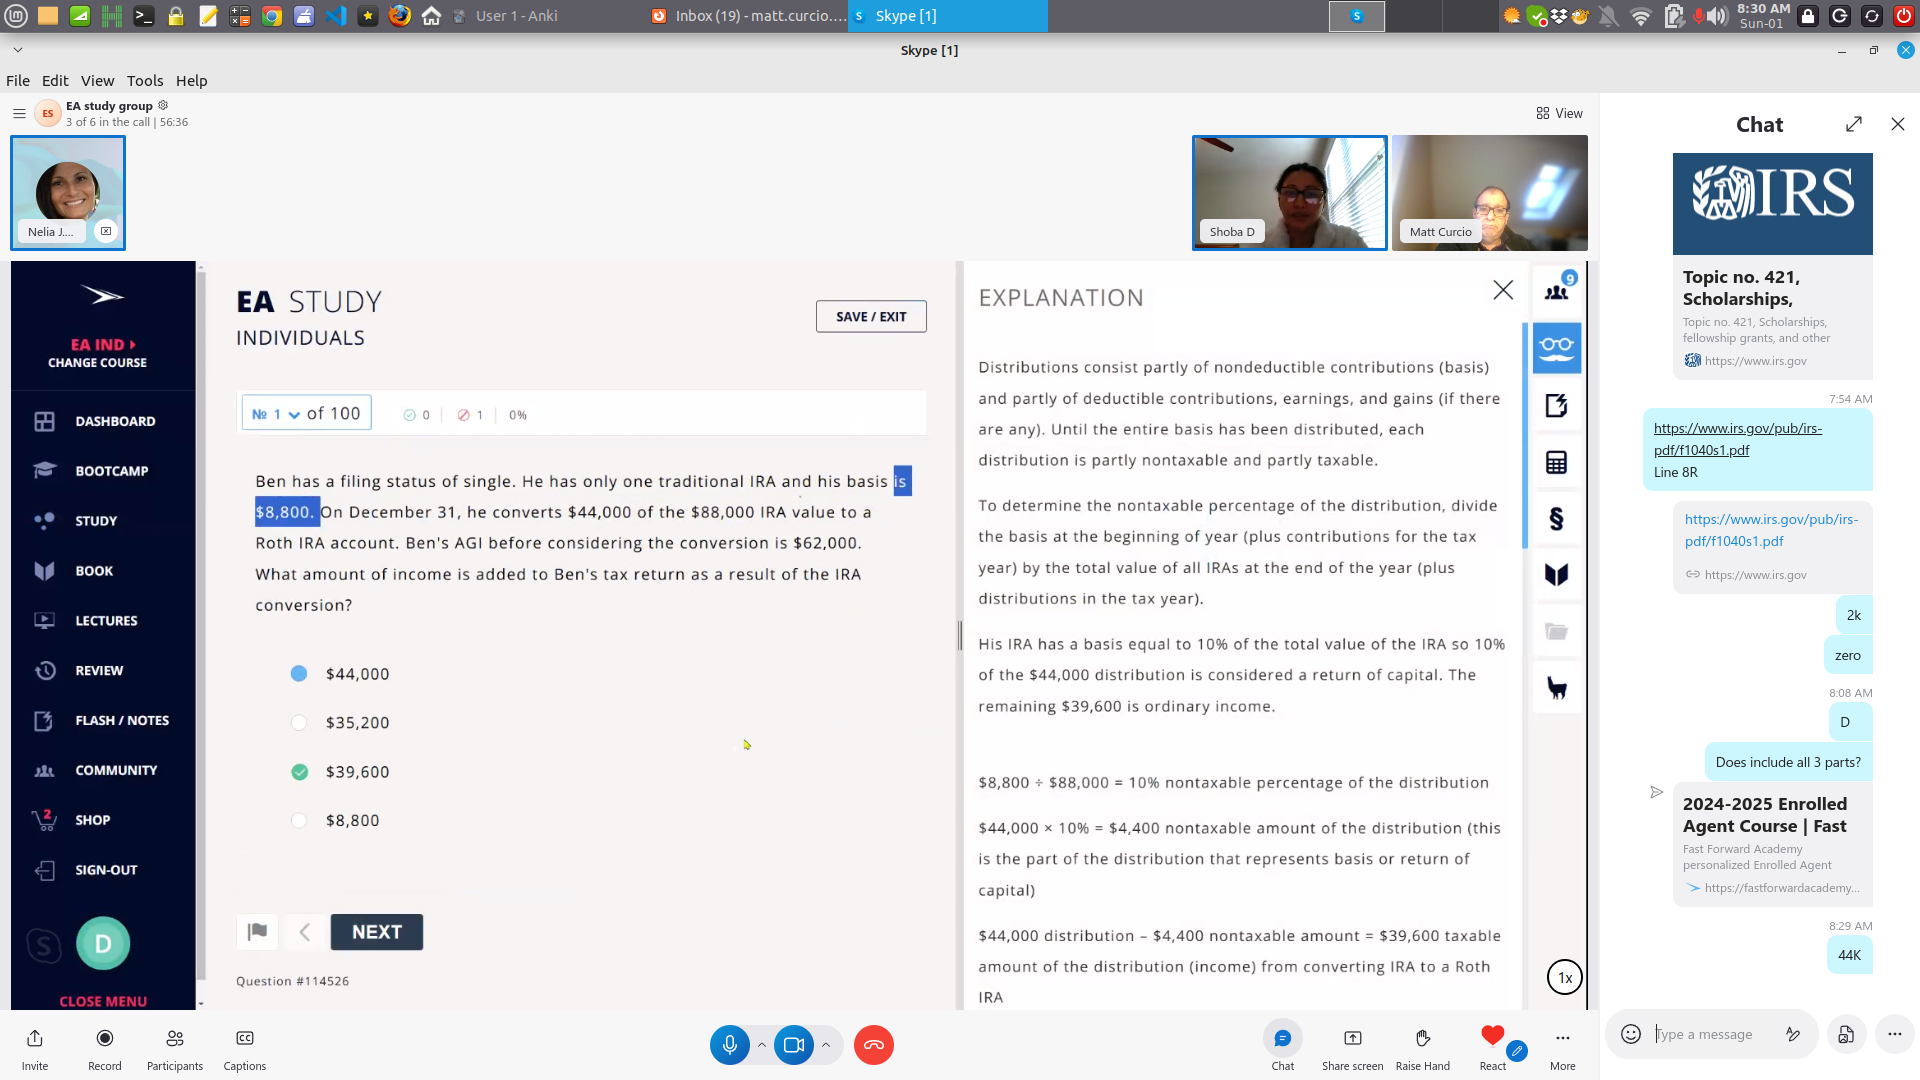 User 1 - Anki
Inbox (19) - matt.curcio....
Skype [1]
8:30 AM
Sun-01
Skype [1]
File Edit View Tools Help
ES
EA study group
3 of 6 in the call | 56:36
View
Nelia J....
Shoba D
Matt Curcio
EA IND
CHANGE COURSE
DASHBOARD
BOOTCAMP
STUDY
BOOK
LECTURES
REVIEW
FLASH / NOTES
COMMUNITY
2
SHOP
SIGN-OUT
D
CLOSE MENU
EA STUDY
INDIVIDUALS
SAVE / EXIT
№ 1 of 100
0
1
0%
Ben has a filing status of single. He has only one traditional IRA and his basis is
$8,800. On December 31, he converts $44,000 of the $88,000 IRA value to a
Roth IRA account. Ben's AGI before considering the conversion is $62,000.
What amount of income is added to Ben's tax return as a result of the IRA
conversion?
$44,000
$35,200
$39,600
$8,800
NEXT
Question #114526
EXPLANATION
Distributions consist partly of nondeductible contributions (basis)
and partly of deductible contributions, earnings, and gains (if there
are any). Until the entire basis has been distributed, each
distribution is partly nontaxable and partly taxable.
To determine the nontaxable percentage of the distribution, divide
the basis at the beginning of year (plus contributions for the tax
year) by the total value of all IRAs at the end of the year (plus
distributions in the tax year).
His IRA has a basis equal to 10% of the total value of the IRA so 10%
of the $44,000 distribution is considered a return of capital. The
remaining $39,600 is ordinary income.
$8,800 ÷ $88,000 = 10% nontaxable percentage of the distribution
$44,000 × 10% = $4,400 nontaxable amount of the distribution (this
is the part of the distribution that represents basis or return of
capital)
$44,000 distribution – $4,400 nontaxable amount = $39,600 taxable
amount of the distribution (income) from converting IRA to a Roth
IRA
9
§
1x
Chat
IRS
Topic no. 421,
Scholarships,
Topic no. 421, Scholarships,
fellowship grants, and other
https://www.irs.gov
7:54 AM
https://www.irs.gov/pub/irs-
pdf/f1040s1.pdf
Line 8R
https://www.irs.gov/pub/irs-
pdf/f1040s1.pdf
https://www.irs.gov
2k
zero
8:08 AM
D
Does include all 3 parts?
2024-2025 Enrolled
Agent Course | Fast
Fast Forward Academy
personalized Enrolled Agent
https://fastforwardacademy...
8:29 AM
44K
Type a message
Invite
Record
Participants
CC
Captions
Chat
Share screen
Raise Hand
React
More